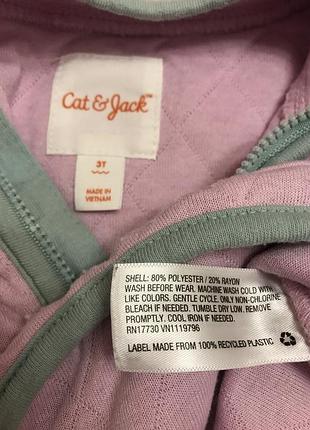 Cat & Jack™
3T
MADE IN
VIETNAM
SHELL: 80% POLYESTER / 20% RAYON
WASH BEFORE WEAR. MACHINE WASH COLD WITH
LIKE COLORS. GENTLE CYCLE. ONLY NON-CHLORINE
BLEACH IF NEEDED. TUMBLE DRY LOW. REMOVE
PROMPTLY. COOL IRON IF NEEDED.
RN17730 VN1119796
LABEL MADE FROM 100% RECYCLED PLASTIC